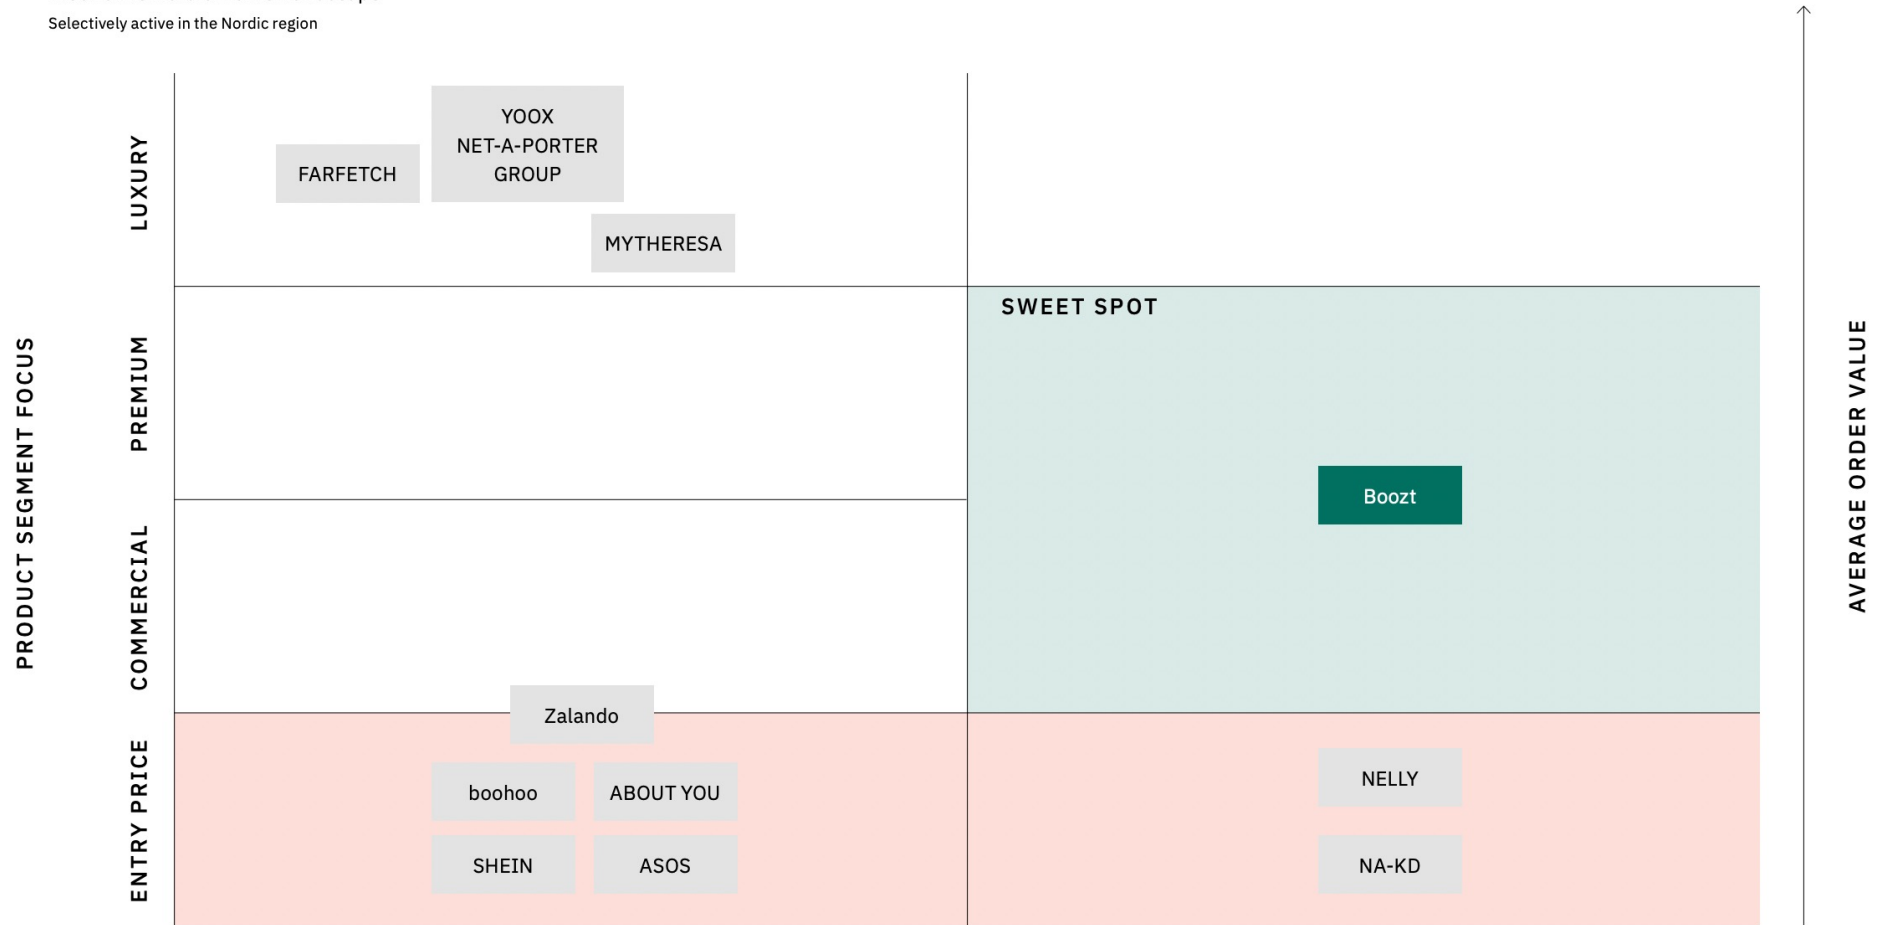 Selectively active in the Nordic region
PRODUCT SEGMENT FOCUS
LUXURY
PREMIUM
COMMERCIAL
ENTRY PRICE
FARFETCH
YOOX
NET-A-PORTER
GROUP
MYTHERESA
SWEET SPOT
Boozt
Zalando
boohoo
ABOUT YOU
SHEIN
ASOS
NELLY
NA-KD
AVERAGE ORDER VALUE